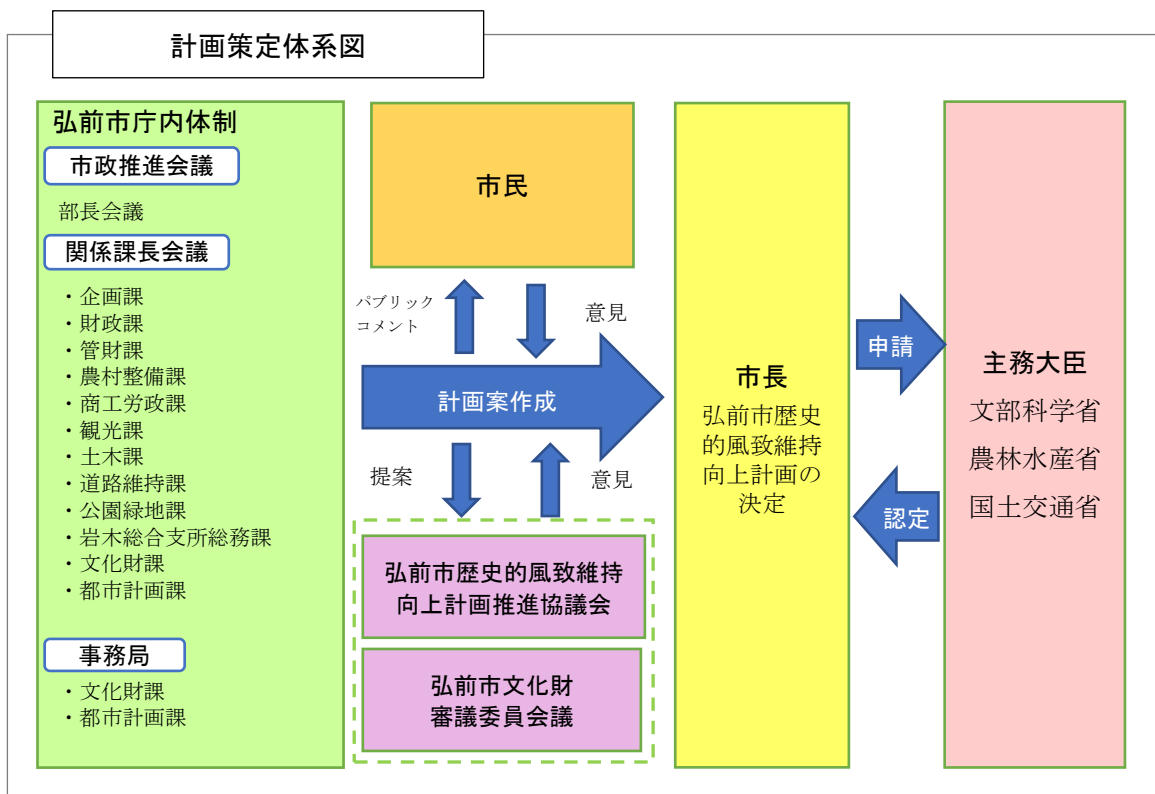 計画策定体系図
弘前市庁内体制
市政推進会議
部長会議
関係課長会議
・企画課
・財政課
・管財課
・農村整備課
・商工労政課
・観光課
・土木課
・道路維持課
・公園緑地課
・岩木総合支所総務課
・文化財課
・都市計画課
事務局
・文化財課
・都市計画課
市民
パブリック
コメント
意見
計画案作成
提案
意見
弘前市歴史的風致維持
向上計画推進協議会
弘前市文化財
審議委員会議
市長
弘前市歴史
的風致維持
向上計画の
決定
申請
認定
主務大臣
文部科学省
農林水産省
国土交通省